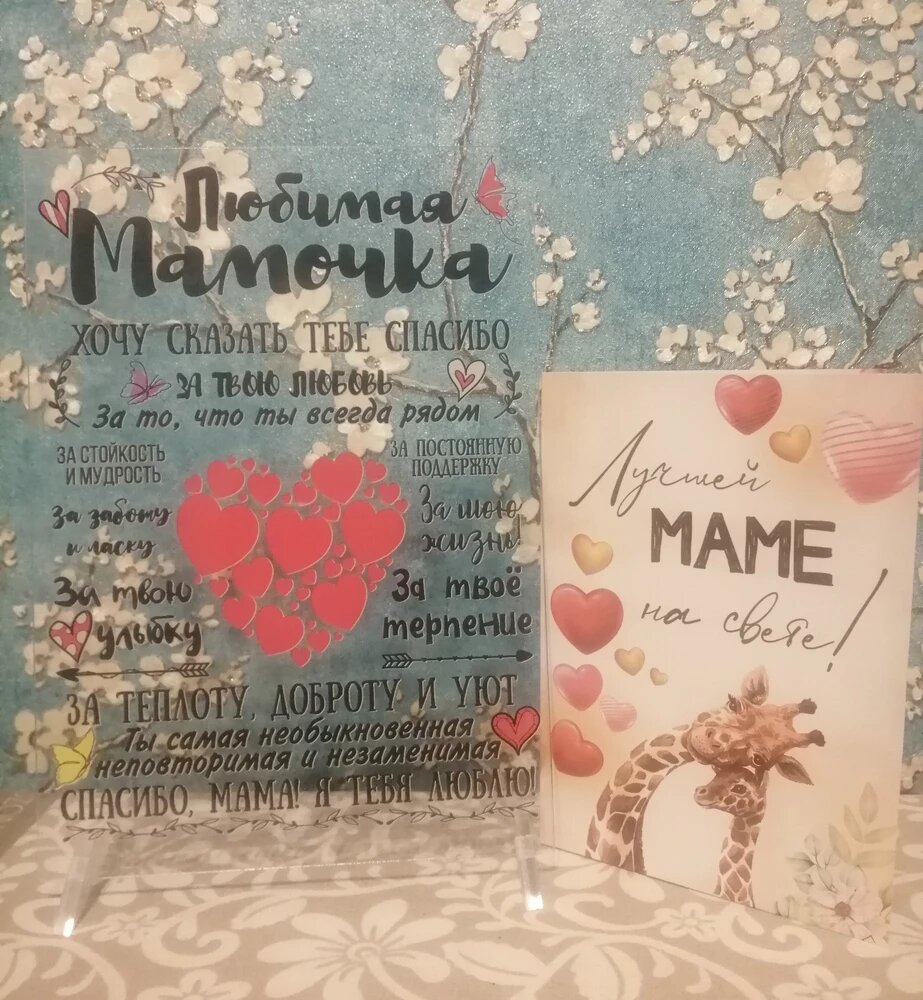 Любимая
Мамочка
ХОЧУ СКАЗАТЬ ТЕБЕ СПАСИБО
ЗА ТВОЮ ЛЮБОВЬ
За то, что ты всегда рядом
ЗА СТОЙКОСТЬ
И МУДРОСТЬ
За заботу
и ласку
За твою
улыбку
ЗА ПОСТОЯННУЮ
ПОДДЕРЖКУ
За мою
жизнь!
За твоё
терпение
ЗА ТЕПЛОТУ, ДОБРОТУ И УЮТ
Ты самая необыкновенная
неповторимая и незаменимая
СПАСИБО, МАМА! Я ТЕБЯ ЛЮБЛЮ!
Лучшей
МАМЕ
на свете!